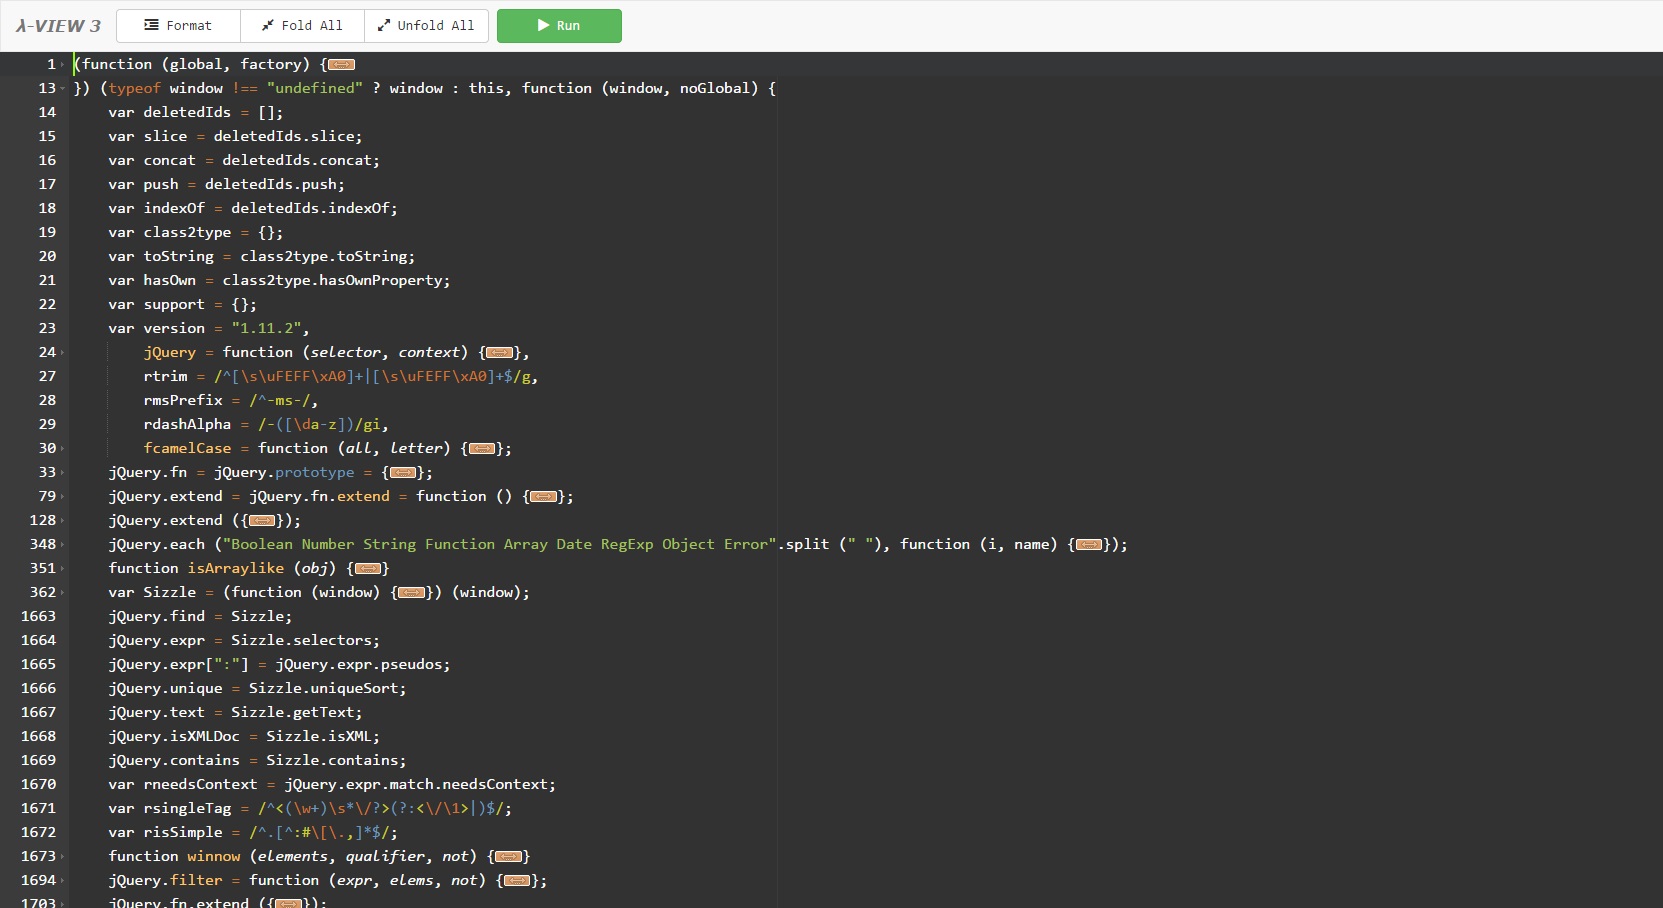 λ-VIEW 3 Format Fold All Unfold All Run
1 (function (global, factory) {
13 }) (typeof window !== "undefined" ? window : this, function (window, noGlobal) {
14 var deletedIds = [];
15 var slice = deletedIds.slice;
16 var concat = deletedIds.concat;
17 var push = deletedIds.push;
18 var indexOf = deletedIds.indexOf;
19 var class2type = {};
20 var toString = class2type.toString;
21 var hasOwn = class2type.hasOwnProperty;
22 var support = {};
23 var version = "1.11.2",
24 jQuery = function (selector, context) {},
27 rtrim = /^[\s\uFEFF\xA0]+|[\s\uFEFF\xA0]+$/g,
28 rmsPrefix = /^-ms-/,
29 rdashAlpha = /-([\da-z])/gi,
30 fcamelCase = function (all, letter) {};
33 jQuery.fn = jQuery.prototype = {};
79 jQuery.extend = jQuery.fn.extend = function () {};
128 jQuery.extend ({});
348 jQuery.each ("Boolean Number String Function Array Date RegExp Object Error".split (" "), function (i, name) {});
351 function isArraylike (obj) {}
362 var Sizzle = (function (window) {}) (window);
1663 jQuery.find = Sizzle;
1664 jQuery.expr = Sizzle.selectors;
1665 jQuery.expr[":"] = jQuery.expr.pseudos;
1666 jQuery.unique = Sizzle.uniqueSort;
1667 jQuery.text = Sizzle.getText;
1668 jQuery.isXMLDoc = Sizzle.isXML;
1669 jQuery.contains = Sizzle.contains;
1670 var rneedsContext = jQuery.expr.match.needsContext;
1671 var rsingleTag = /^<(\w+)\s*\/?>(?:<\/\1>|)$/;
1672 var risSimple = /^.[^:#\[\.,]*$/;
1673 function winnow (elements, qualifier, not) {}
1694 jQuery.filter = function (expr, elems, not) {};
1703 jQuery.fn.extend ({});